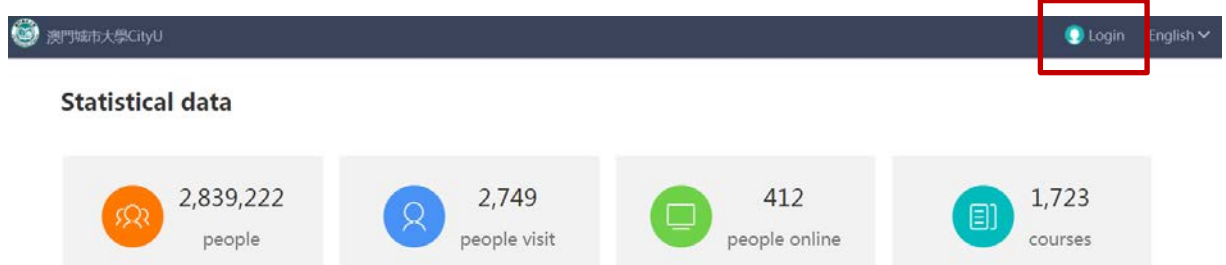 澳門城市大學CityU
Login English
Statistical data
2,839,222 2,749 412 1,723
people people visit people online courses